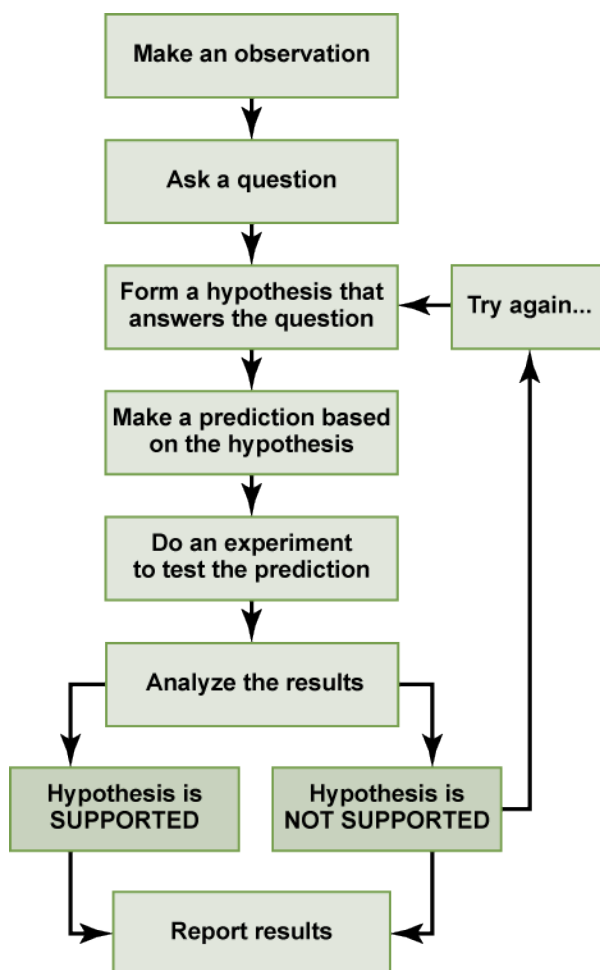 Make an observation
Ask a question
Form a hypothesis that
answers the question
Try again...
Make a prediction based
on the hypothesis
Do an experiment
to test the prediction
Analyze the results
Hypothesis is
SUPPORTED
Hypothesis is
NOT SUPPORTED
Report results